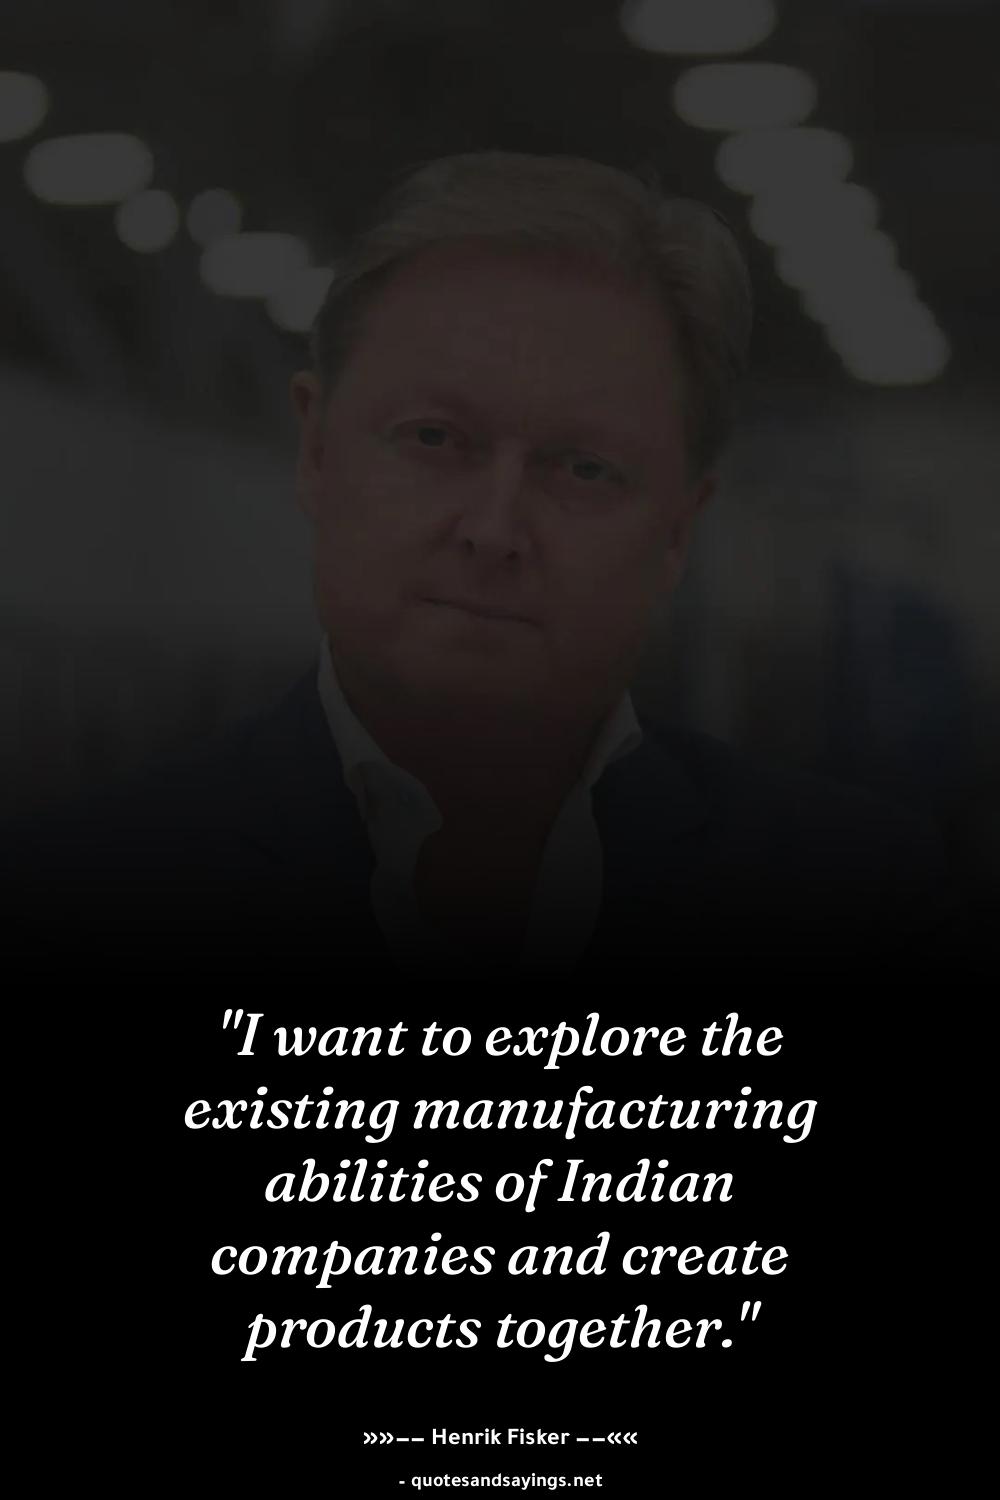 "I want to explore the
existing manufacturing
abilities of Indian
companies and create
products together."
»»–– Henrik Fisker ––««
- quotesandsayings.net